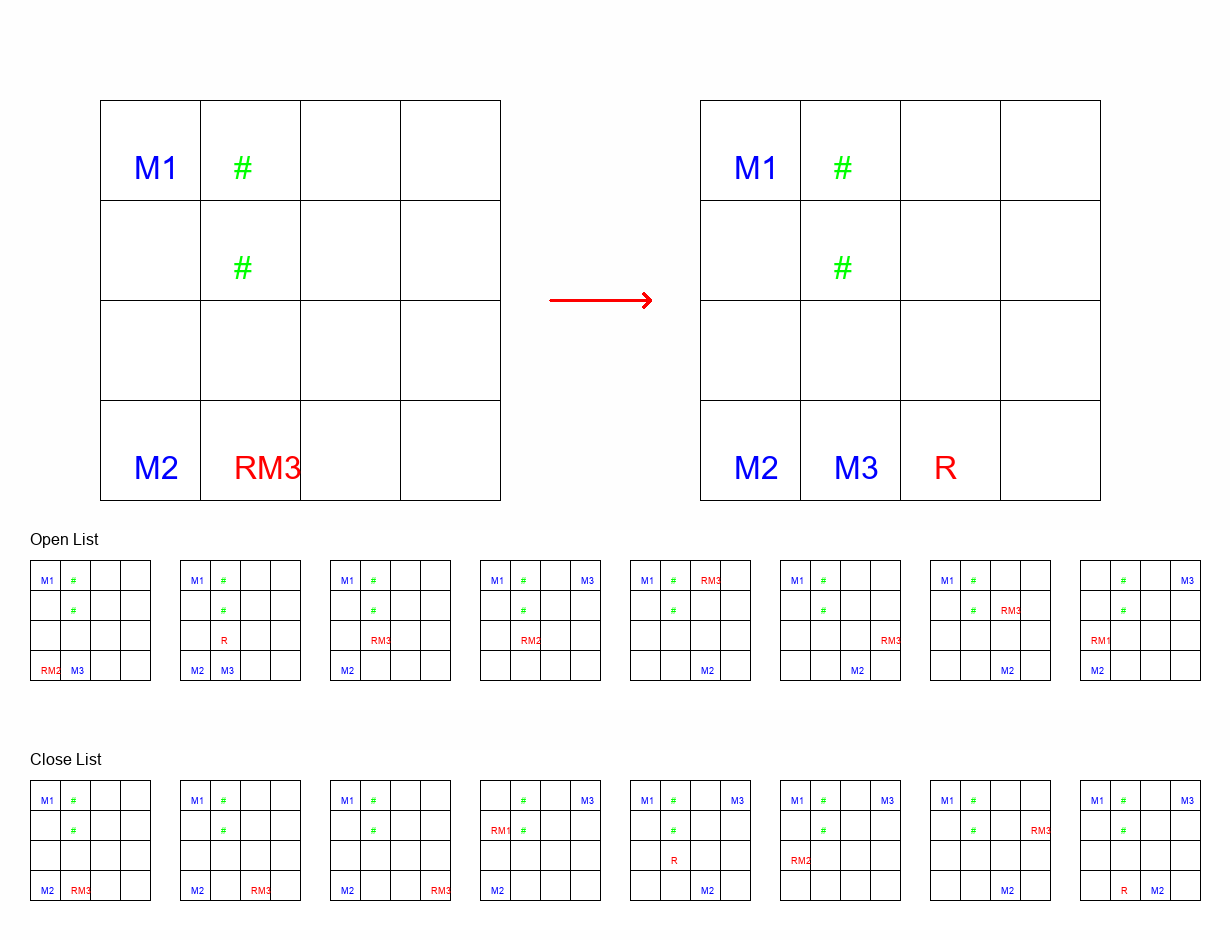 M1 # M1 #
# #
M2 RM3 M2 M3 R
Open List
M1 # M1 # M1 # M1 # M3 M1 # RM3 M1 # M1 # # M3
# # # # # # # RM3 #
R RM3 RM2 RM3 RM1
RM2 M3 M2 M3 M2 M2 M2 M2 M2
Close List
M1 # M1 # M1 # # M3 M1 # M3 M1 # M3 M1 # M1 # M3
# # # RM1 # # # # RM3 #
R RM2
M2 RM3 M2 RM3 M2 RM3 M2 M2 M2 R M2